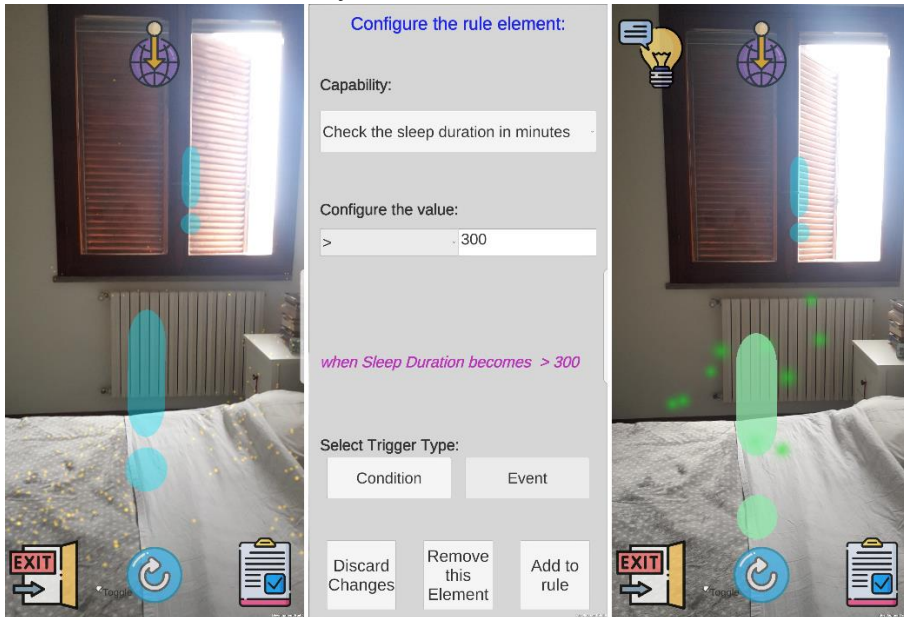 EXIT
Toggle
Configure the rule element:
Capability:
Check the sleep duration in minutes
Configure the value:
> 300
when Sleep Duration becomes > 300
Select Trigger Type:
Condition Event
Discard Changes
Remove this Element
Add to rule
EXIT
Toggle